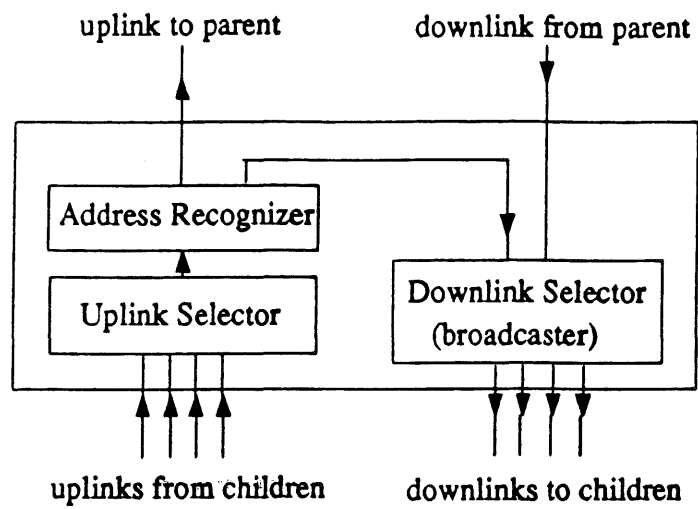 uplink to parent
downlink from parent
Address Recognizer
Uplink Selector
Downlink Selector
(broadcaster)
uplinks from children
downlinks to children